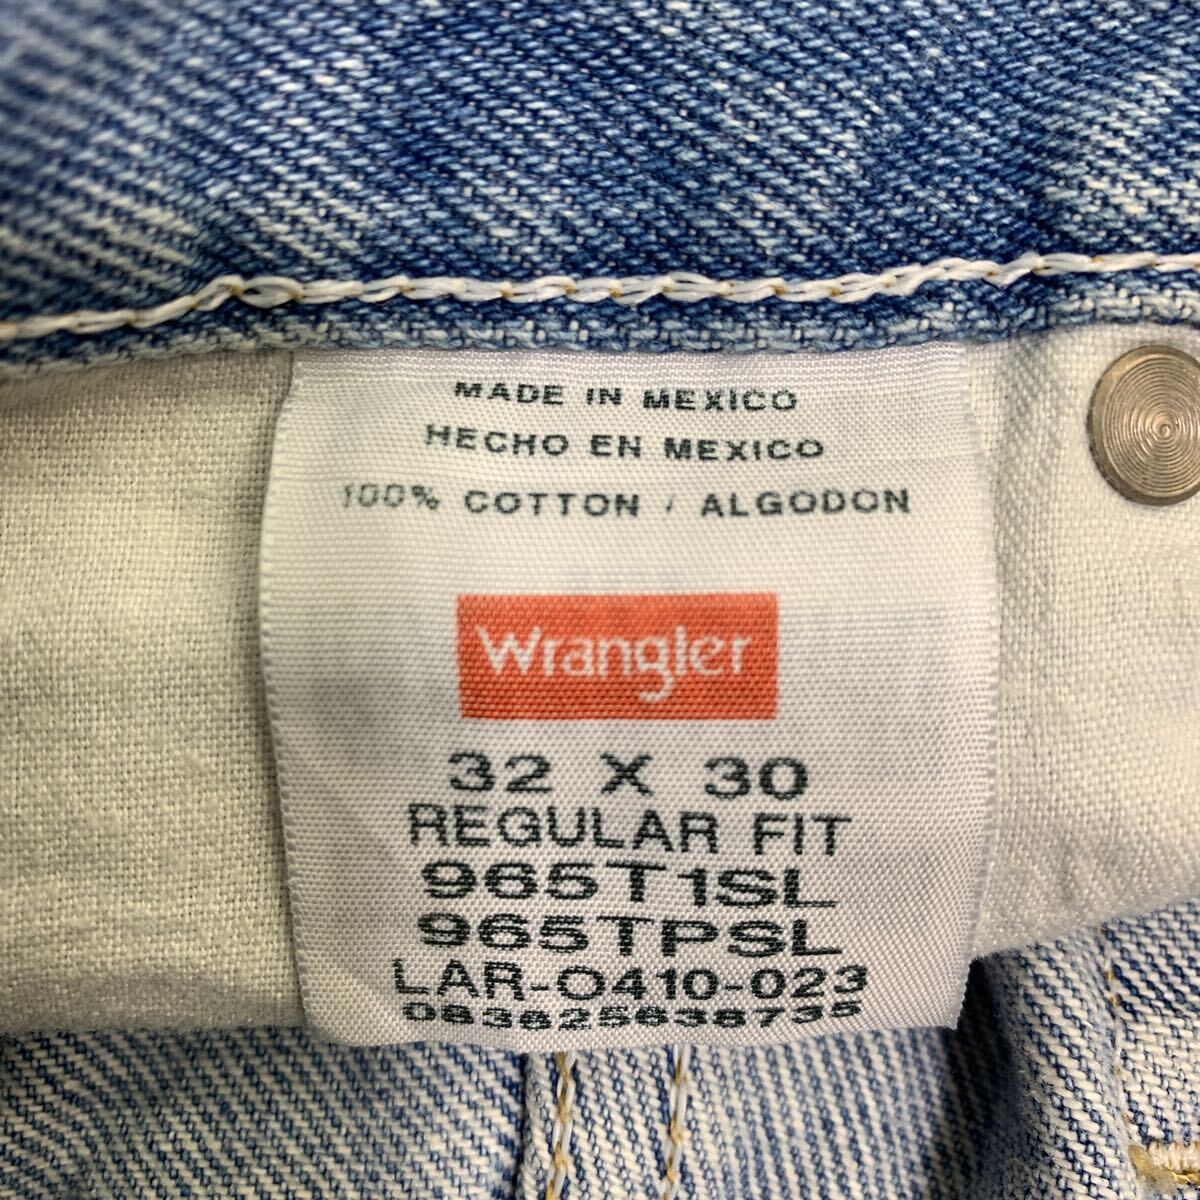 MADE IN MEXICO
HECHO EN MEXICO
100% COTTON / ALGODON
Wrangler
32 X 30
REGULAR FIT
965T1SL
965TPSL
LAR-0410-023
083625638735